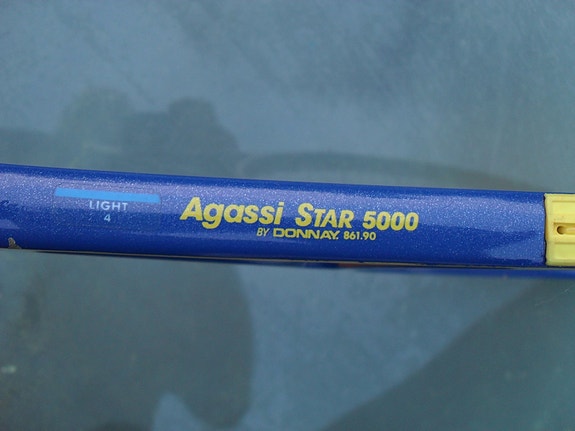 LIGHT
4
Agassi STAR 5000
BY DONNAY. 861.90